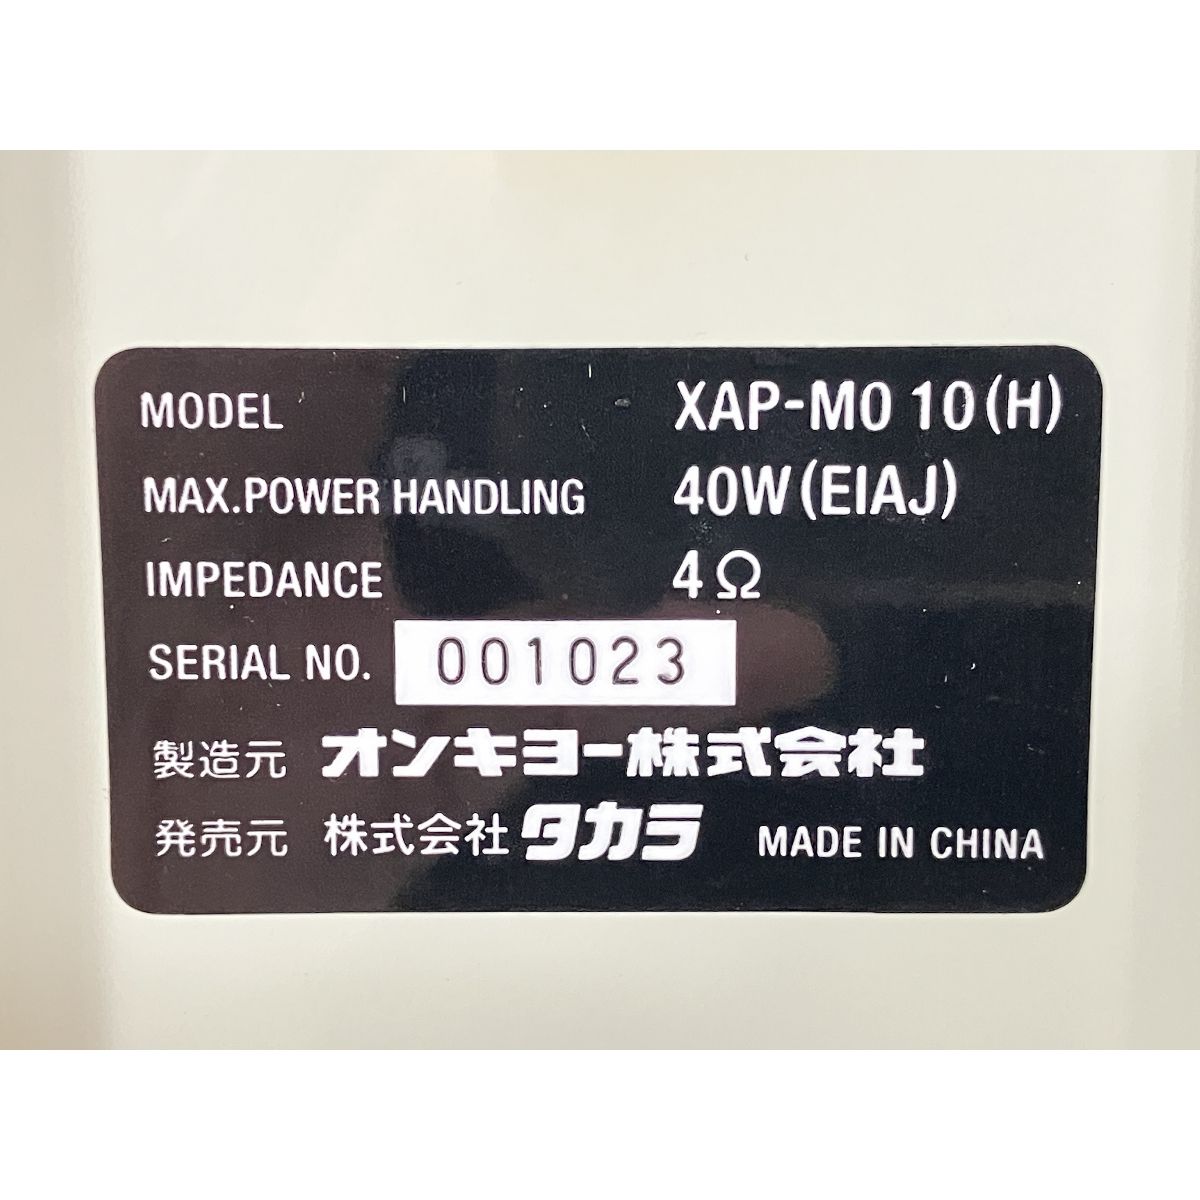 MODEL XAP-M0 10(H)
MAX.POWER HANDLING 40W(EIAJ)
IMPEDANCE 4Ω
SERIAL NO. 001023
製造元 オンキヨー株式会社
発売元 株式会社タカラ MADE IN CHINA